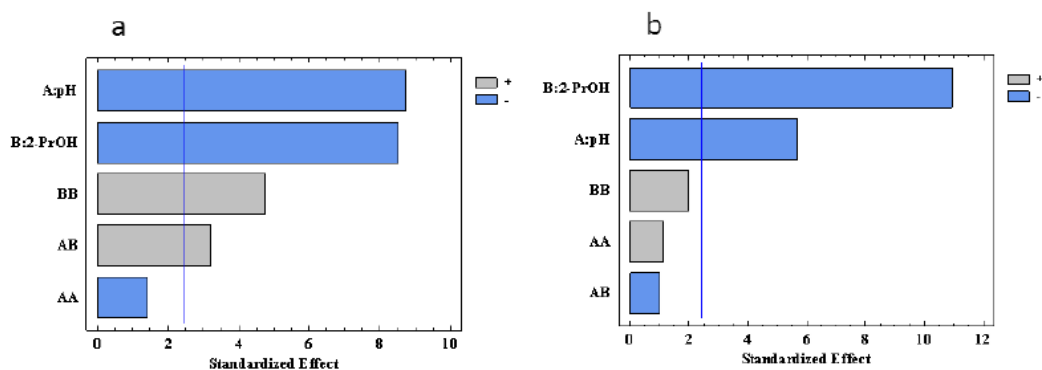 a
A:pH
B:2-PrOH
BB
AB
AA
0 2 4 6 8 10
Standardized Effect
+
-
b
B:2-PrOH
A:pH
BB
AA
AB
0 2 4 6 8 10 12
Standardized Effect
+
-